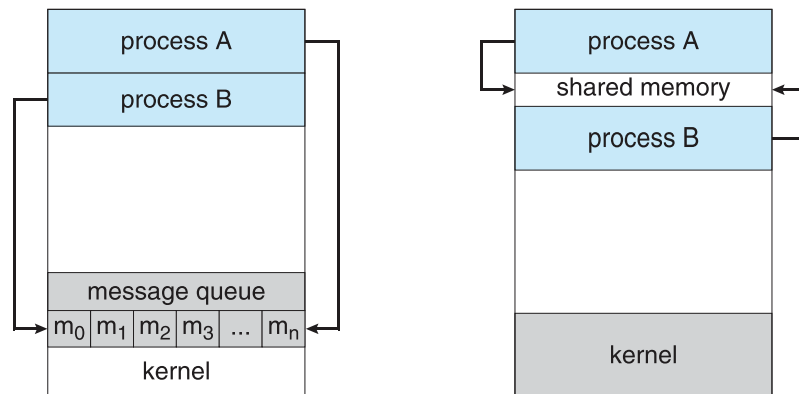 process A
process B
message queue
m0 m1 m2 m3 ... mn
kernel
process A
shared memory
process B
kernel